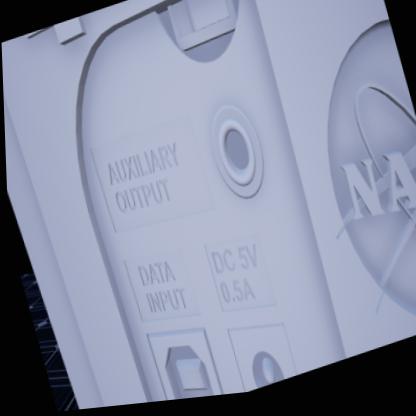 AUXILIARY
OUTPUT
DATA
INPUT
DC 5V
0.5A
NA